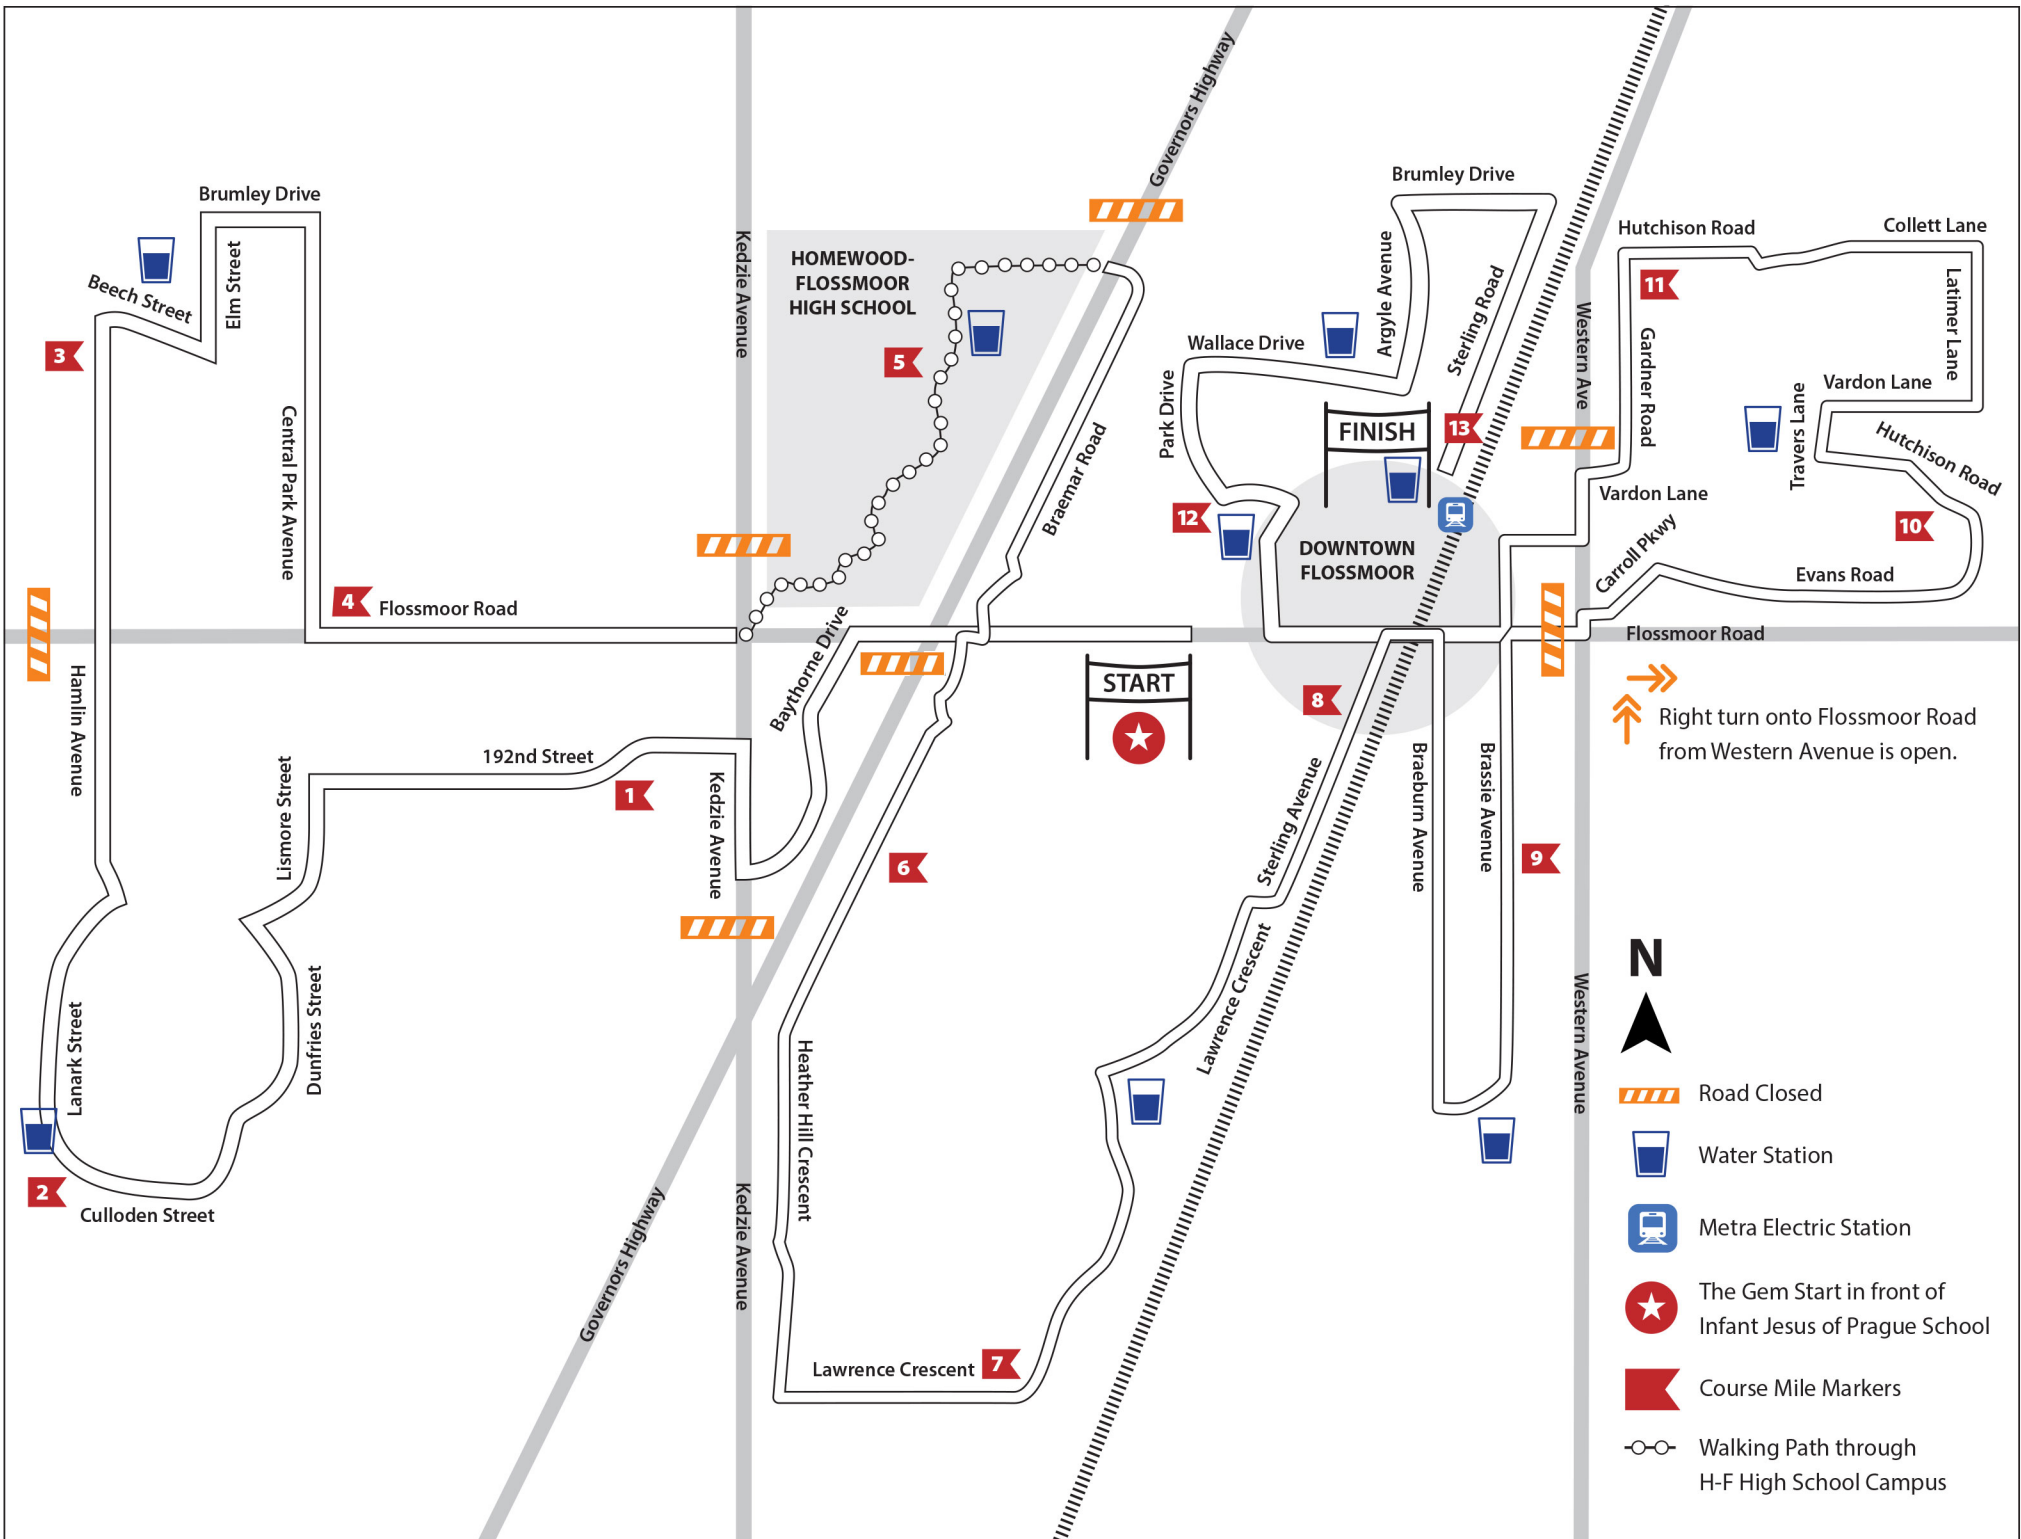 Governors Highway
Brumley Drive
Brumley Drive
Beech Street
Elm Street
3
Central Park Avenue
Kedzie Avenue
HOMEWOOD-
FLOSSMOOR
HIGH SCHOOL
5
Braemar Road
Wallace Drive
Argyle Avenue
Sterling Road
Park Drive
FINISH
13
12
DOWNTOWN
FLOSSMOOR
Hutchison Road
Collett Lane
11
Western Ave
Gardner Road
Latimer Lane
Vardon Lane
Travers Lane
Hutchison Road
Vardon Lane
10
Carroll Pkwy
Evans Road
4
Flossmoor Road
Flossmoor Road
Hamlin Avenue
Baythorne Drive
START
8
Right turn onto Flossmoor Road
from Western Avenue is open.
192nd Street
Lismore Street
1
Kedzie Avenue
6
Sterling Avenue
Braeburn Avenue
Brassie Avenue
9
Lanark Street
Dunfries Street
Lawrence Crescent
Western Avenue
2
Culloden Street
Heather Hill Crescent
Governors Highway
Kedzie Avenue
Lawrence Crescent
7
N
Road Closed
Water Station
Metra Electric Station
The Gem Start in front of
Infant Jesus of Prague School
Course Mile Markers
Walking Path through
H-F High School Campus